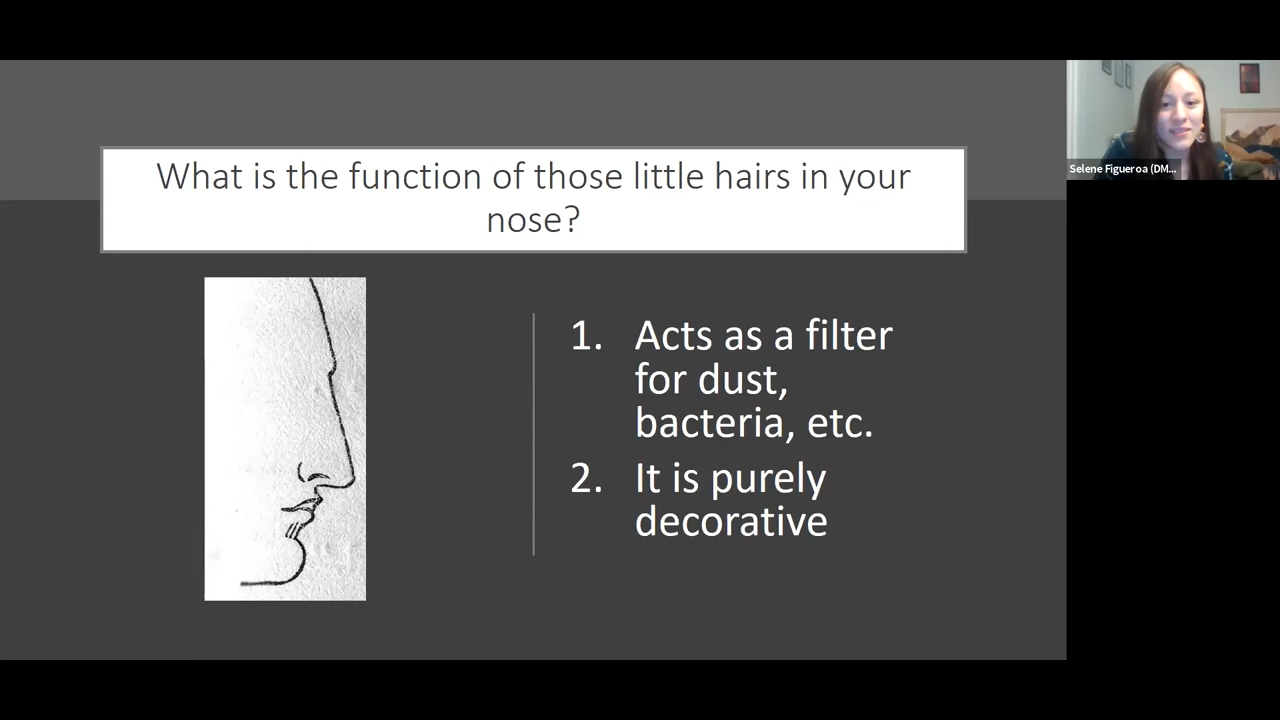 What is the function of those little hairs in your
nose?
1. Acts as a filter
for dust,
bacteria, etc.
2. It is purely
decorative
Selene Figueroa (DM...